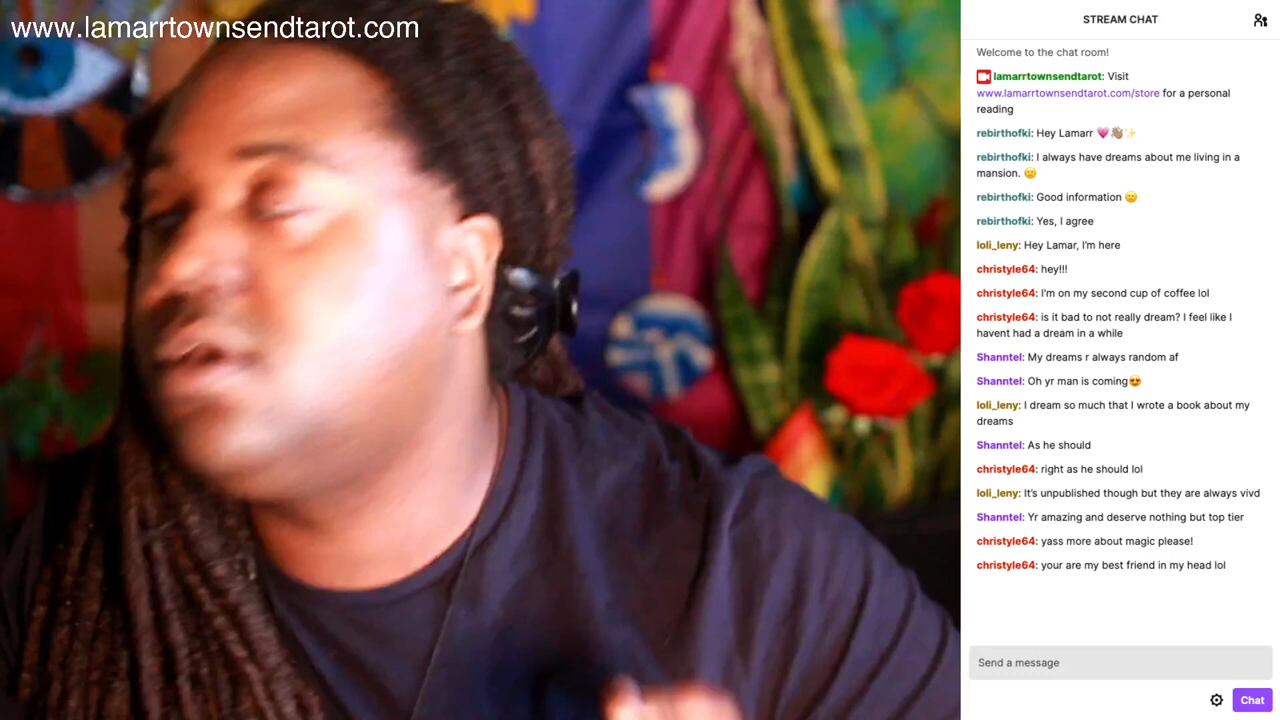 www.lamarrtownsendtarot.com
STREAM CHAT
Welcome to the chat room!
lamarrtownsendtarot: Visit
www.lamarrtownsendtarot.com/store for a personal
reading
rebirthofki: Hey Lamarr 💗👋🏽✨
rebirthofki: I always have dreams about me living in a
mansion. 🙂
rebirthofki: Good information 🙂
rebirthofki: Yes, I agree
loli_leny: Hey Lamar, I'm here
christyle64: hey!!!
christyle64: I'm on my second cup of coffee lol
christyle64: is it bad to not really dream? I feel like I
havent had a dream in a while
Shanntel: My dreams r always random af
Shanntel: Oh yr man is coming😍
loli_leny: I dream so much that I wrote a book about my
dreams
Shanntel: As he should
christyle64: right as he should lol
loli_leny: It's unpublished though but they are always vivd
Shanntel: Yr amazing and deserve nothing but top tier
christyle64: yass more about magic please!
christyle64: your are my best friend in my head lol
Send a message
Chat